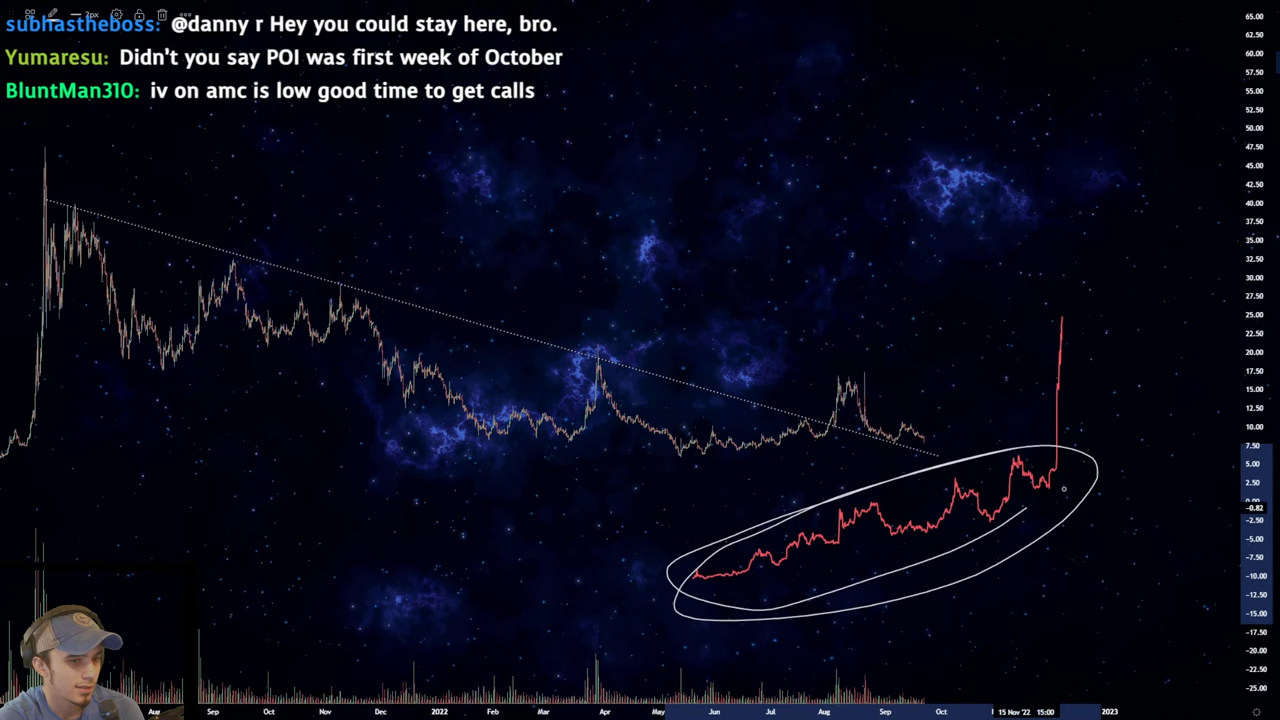 subhastheboss: @danny r Hey you could stay here, bro.
Yumaresu: Didn't you say POI was first week of October
BluntMan310: iv on amc is low good time to get calls
2px
65.00
62.50
60.00
57.50
55.00
52.50
50.00
47.50
45.00
42.50
40.00
37.50
35.00
32.50
30.00
27.50
25.00
22.50
20.00
17.50
15.00
12.50
10.00
7.50
5.00
2.50
0.00
−0.82
−2.50
−5.00
−7.50
−10.00
−12.50
−15.00
−17.50
−20.00
−22.50
−25.00
Aug
Sep
Oct
Nov
Dec
2022
Feb
Mar
Apr
May
Jun
Jul
Aug
Sep
Oct
15 Nov '22 15:00
2023